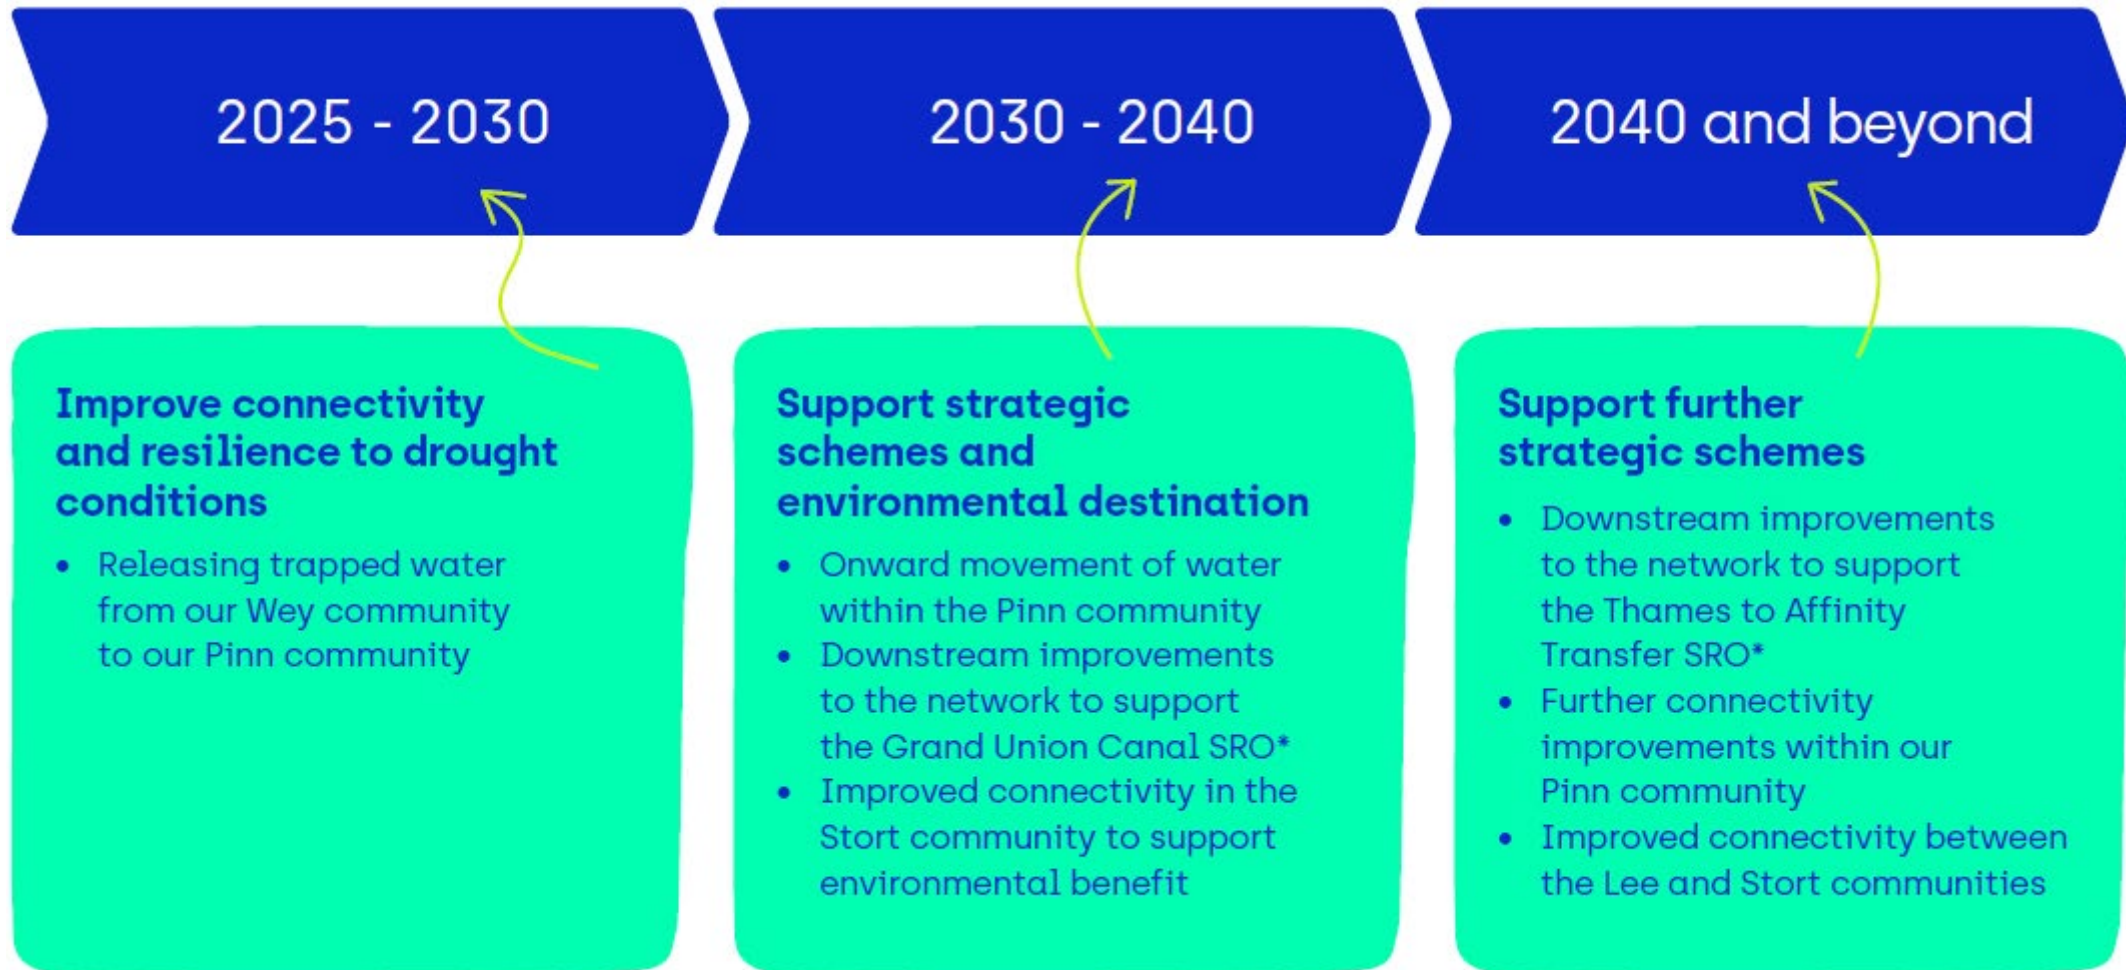 2025 - 2030
2030 - 2040
2040 and beyond
Improve connectivity
and resilience to drought
conditions
• Releasing trapped water
from our Wey community
to our Pinn community
Support strategic
schemes and
environmental destination
• Onward movement of water
within the Pinn community
• Downstream improvements
to the network to support
the Grand Union Canal SRO*
• Improved connectivity in the
Stort community to support
environmental benefit
Support further
strategic schemes
• Downstream improvements
to the network to support
the Thames to Affinity
Transfer SRO*
• Further connectivity
improvements within our
Pinn community
• Improved connectivity between
the Lee and Stort communities